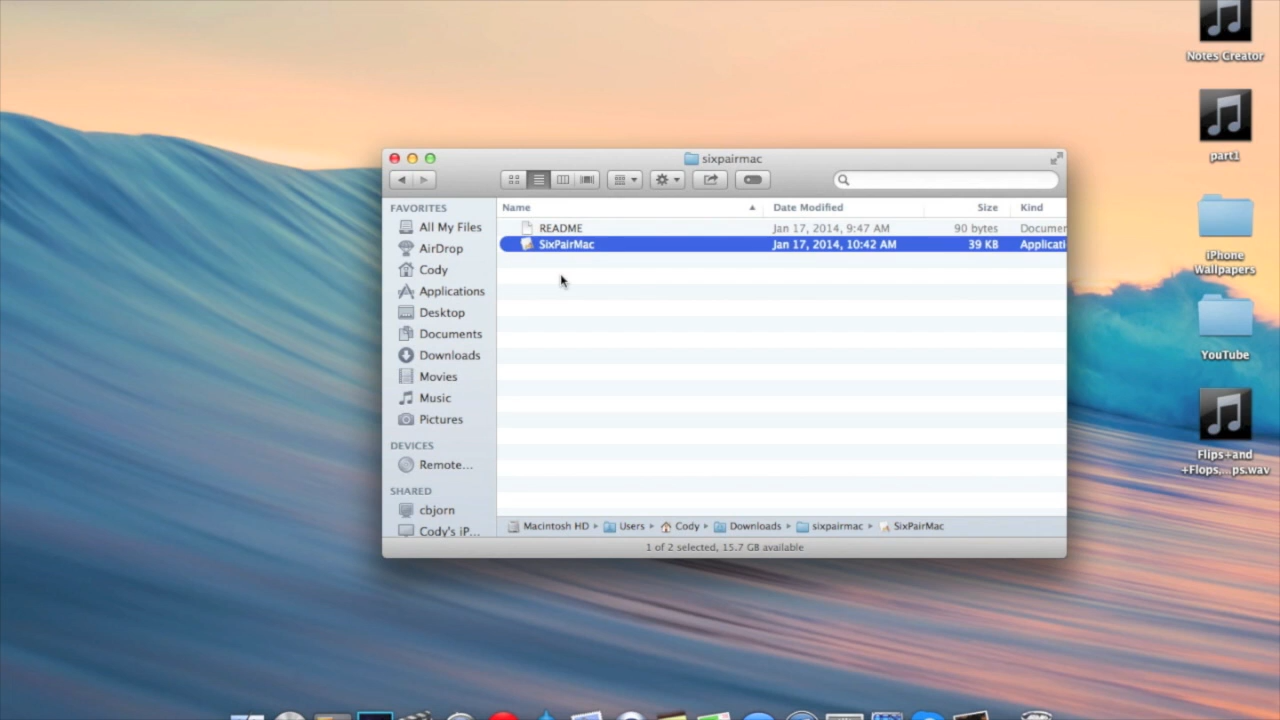 Notes Creator
part1
iPhone
Wallpapers
YouTube
Flips+and
+Flops,...ps.wav
sixpairmac
FAVORITES
All My Files
AirDrop
Cody
Applications
Desktop
Documents
Downloads
Movies
Music
Pictures
DEVICES
Remote...
SHARED
cbjorn
Cody's iP...
Name Date Modified Size Kind
README Jan 17, 2014, 9:47 AM 90 bytes Documen
SixPairMac Jan 17, 2014, 10:42 AM 39 KB Applicati
Macintosh HD Users Cody Downloads sixpairmac SixPairMac
1 of 2 selected, 15.7 GB available